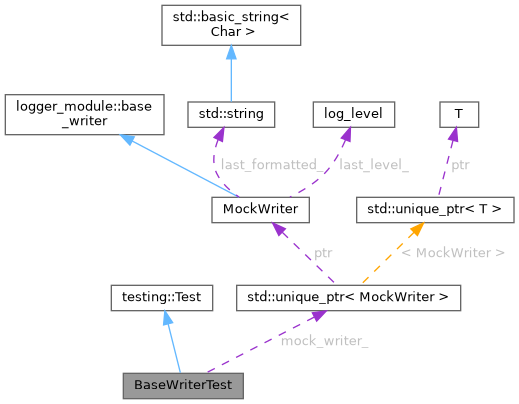 std::basic_string<
Char >
logger_module::base
_writer
std::string
log_level
T
last_formatted_
last_level_
ptr
MockWriter
std::unique_ptr< T >
ptr
< MockWriter >
testing::Test
std::unique_ptr< MockWriter >
mock_writer_
BaseWriterTest